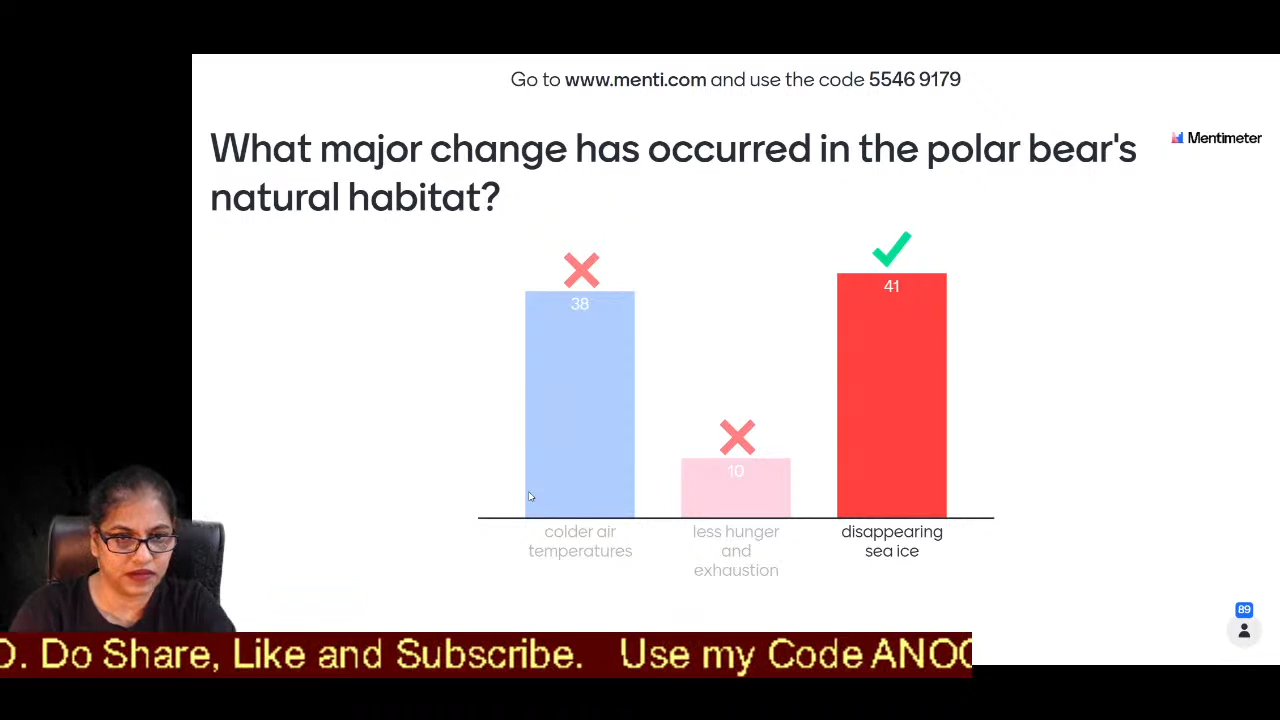 Go to www.menti.com and use the code 5546 9179
What major change has occurred in the polar bear's
natural habitat?
Mentimeter
38
10
41
colder air
temperatures
less hunger
and
exhaustion
disappearing
sea ice
89
Do Share, Like and Subscribe. Use my Code